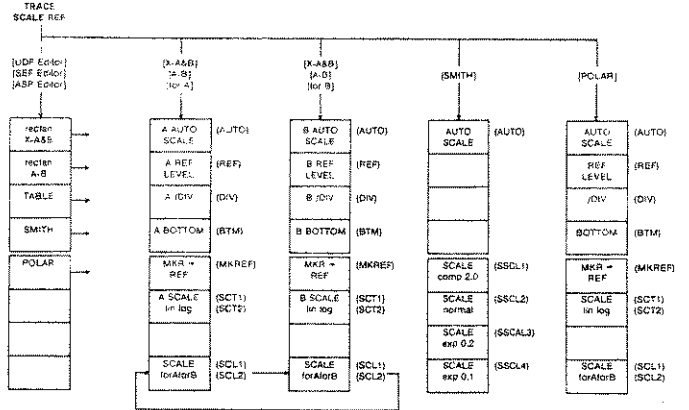 TRACE
SCALE REF
[UDF Editor]
[SEF Editor]
[ASP Editor]
rectan
X-A&B
rectan
A-B
TABLE
SMITH
POLAR
[X-A&B]
[A-B]
[for A]
A AUTO
SCALE
(AUTO)
A REF
LEVEL
(REF)
A /DIV
(DIV)
A BOTTOM
(BTM)
MKR →
REF
(MKREF)
A SCALE
lin log
(SCT1)
(SCT2)
SCALE
forAforB
(SCL1)
(SCL2)
[X-A&B]
[A-B]
[for B]
B AUTO
SCALE
(AUTO)
B REF
LEVEL
(REF)
B /DIV
(DIV)
B BOTTOM
(BTM)
MKR →
REF
(MKREF)
B SCALE
lin log
(SCT1)
(SCT2)
SCALE
forAforB
(SCL1)
(SCL2)
[SMITH]
AUTO
SCALE
(AUTO)
SCALE
comp 2.0
(SSCL1)
SCALE
normal
(SSCL2)
SCALE
exp 0.2
(SSCAL3)
SCALE
exp 0.1
(SSCL4)
[POLAR]
AUTO
SCALE
(AUTO)
REF
LEVEL
(REF)
/DIV
(DIV)
BOTTOM
(BTM)
MKR →
REF
(MKREF)
SCALE
lin log
(SCT1)
(SCT2)
SCALE
forAforB
(SCL1)
(SCL2)